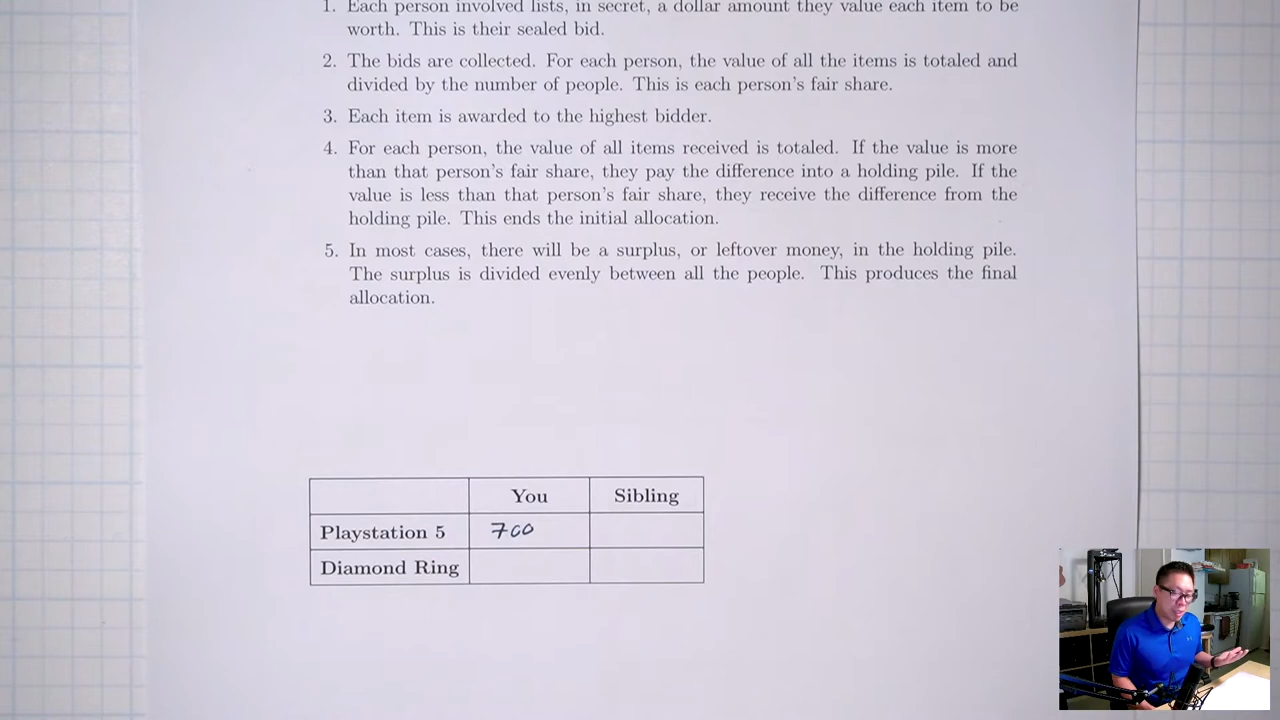 1. Each person involved lists, in secret, a dollar amount they value each item to be
worth. This is their sealed bid.
2. The bids are collected. For each person, the value of all the items is totaled and
divided by the number of people. This is each person's fair share.
3. Each item is awarded to the highest bidder.
4. For each person, the value of all items received is totaled. If the value is more
than that person's fair share, they pay the difference into a holding pile. If the
value is less than that person's fair share, they receive the difference from the
holding pile. This ends the initial allocation.
5. In most cases, there will be a surplus, or leftover money, in the holding pile.
The surplus is divided evenly between all the people. This produces the final
allocation.
You Sibling
Playstation 5 700
Diamond Ring